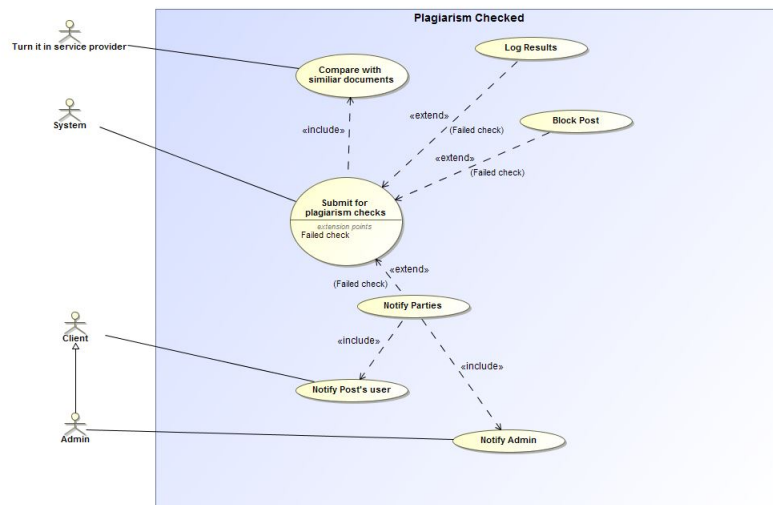 Plagiarism Checked
Turn it in service provider
Log Results
Compare with
similiar documents
«extend»
(Failed check)
System
«include»
Block Post
«extend»
(Failed check)
Submit for
plagiarism checks
extension points
Failed check
«extend»
(Failed check)
Notify Parties
Client
«include»
«include»
Notify Post's user
Admin
Notify Admin